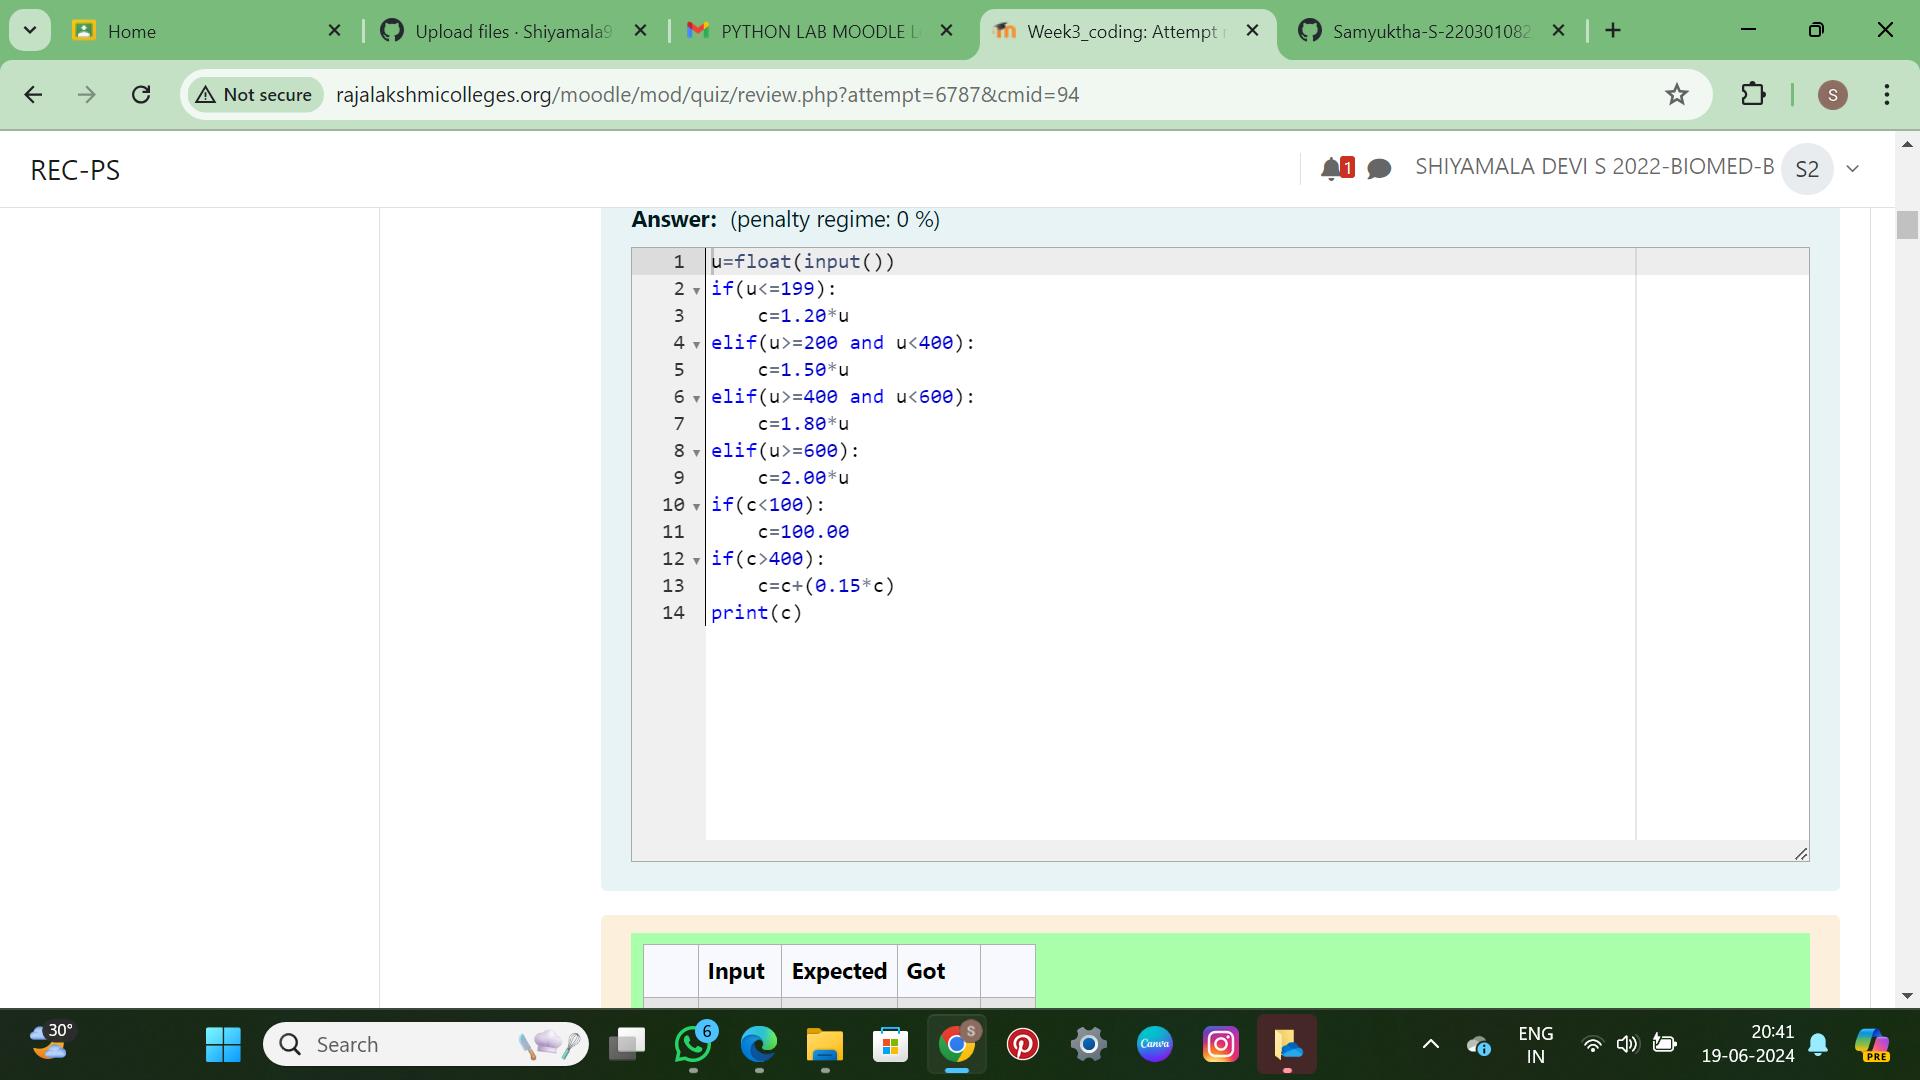 Home
Upload files · Shiyamala9
PYTHON LAB MOODLE L
Week3_coding: Attempt r
Samyuktha-S-220301082
Not secure
rajalakshmicolleges.org/moodle/mod/quiz/review.php?attempt=6787&cmid=94
S
REC-PS
1
SHIYAMALA DEVI S 2022-BIOMED-B
S2
Answer: (penalty regime: 0 %)
1 u=float(input())
2 if(u<=199):
3     c=1.20*u
4 elif(u>=200 and u<400):
5     c=1.50*u
6 elif(u>=400 and u<600):
7     c=1.80*u
8 elif(u>=600):
9     c=2.00*u
10 if(c<100):
11     c=100.00
12 if(c>400):
13     c=c+(0.15*c)
14 print(c)
Input Expected Got
30°
Search
6
S
Canva
ENG
IN
20:41
19-06-2024
PRE